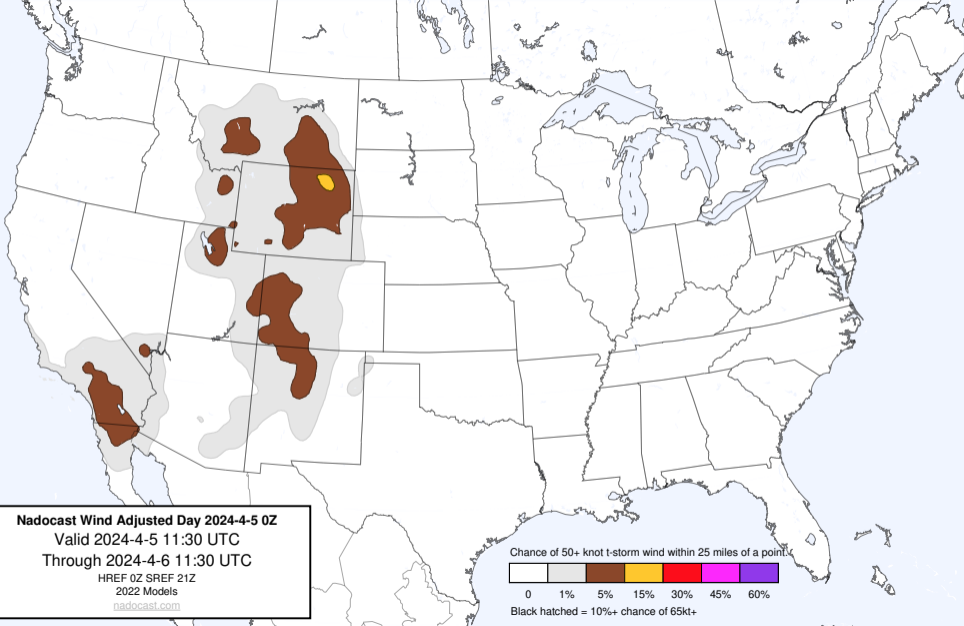 Nadocast Wind Adjusted Day 2024-4-5 0Z
Valid 2024-4-5 11:30 UTC
Through 2024-4-6 11:30 UTC
HREF 0Z SREF 21Z
2022 Models
nadocast.com
Chance of 50+ knot t-storm wind within 25 miles of a point.
0 1% 5% 15% 30% 45% 60%
Black hatched = 10%+ chance of 65kt+